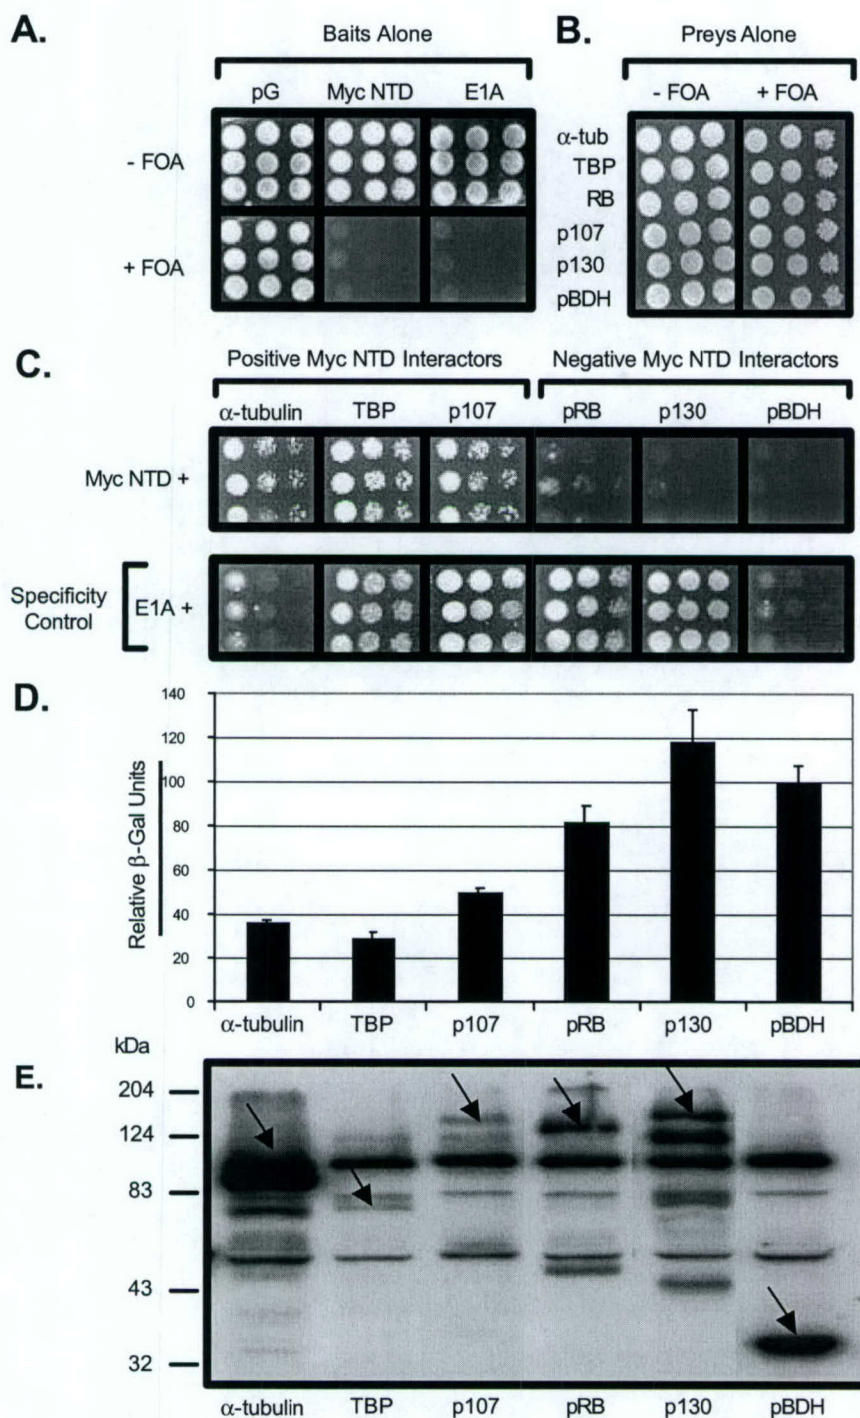 A.
Baits Alone
pG Myc NTD E1A
- FOA
+ FOA
B.
Preys Alone
- FOA + FOA
α-tub
TBP
RB
p107
p130
pBDH
C.
Positive Myc NTD Interactors Negative Myc NTD Interactors
α-tubulin TBP p107 pRB p130 pBDH
Myc NTD +
Specificity
Control
E1A +
D.
Relative β-Gal Units
140
120
100
80
60
40
20
0
α-tubulin TBP p107 pRB p130 pBDH
E.
kDa
204
124
83
43
32
α-tubulin TBP p107 pRB p130 pBDH